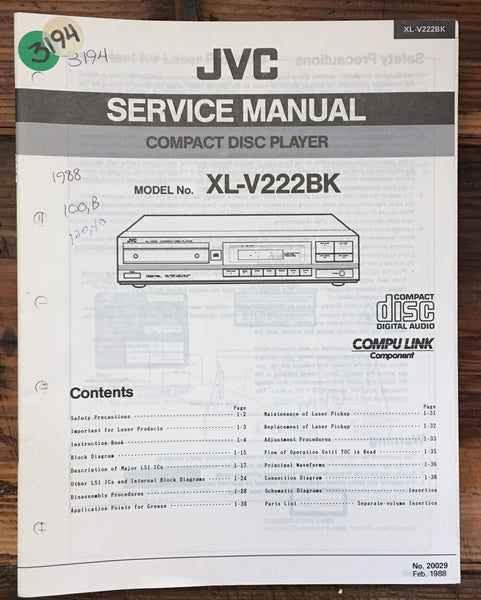 XL-V222BK
3194
3194
JVC
SERVICE MANUAL
COMPACT DISC PLAYER
1988
MODEL No. XL-V222BK
100,B
120,40
JVC
COMPACT
disc
DIGITAL AUDIO
COMPU LINK
Component
Contents
Page
Safety Precautions 1-2
Important for Laser Products 1-3
Instruction Book 1-4
Block Diagram 1-15
Description of Major LSI ICs 1-17
Other LSI ICs and Internal Block Diagrams 1-24
Disassembly Procedures 1-28
Application Points for Grease 1-30
Page
Maintenance of Laser Pickup 1-31
Replacement of Laser Pickup 1-32
Adjustment Procedures 1-33
Flow of Operation Until TOC is Read 1-35
Principal Waveforms 1-36
Connection Diagram 1-38
Schematic Diagrams Insertion
Parts List Separate-volume Insertion
No. 20029
Feb. 1988